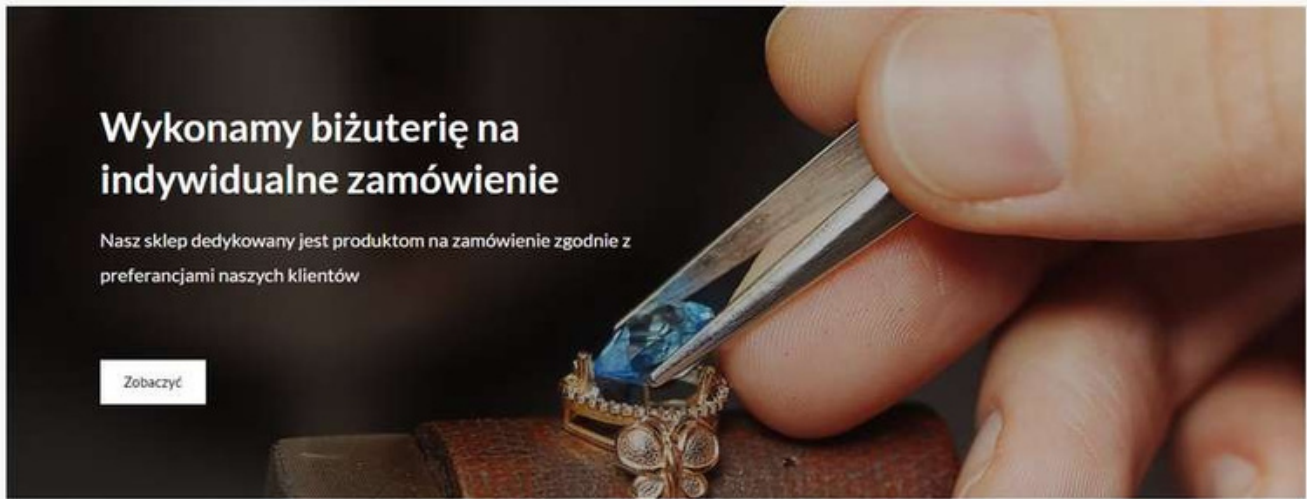 Wykonamy biżuterię na
indywidualne zamówienie
Nasz sklep dedykowany jest produktom na zamówienie zgodnie z
preferancjami naszych klientów
Zobaczyć